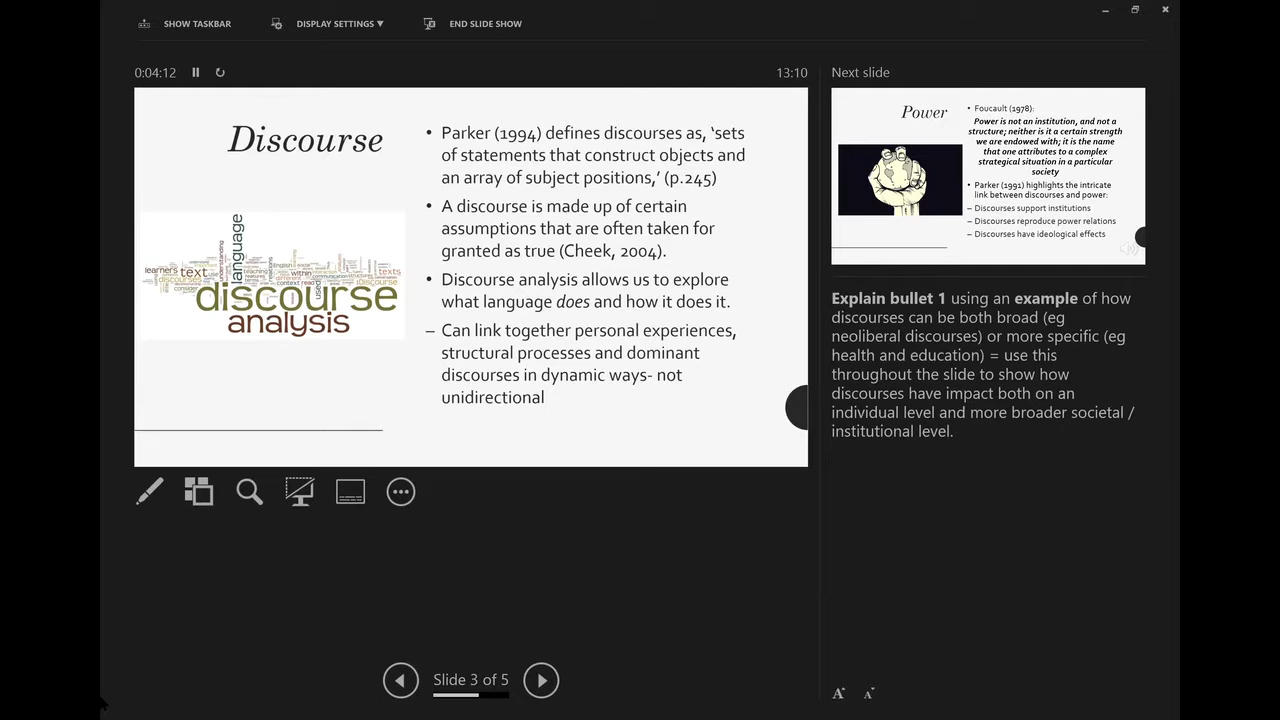 SHOW TASKBAR
DISPLAY SETTINGS ▼
END SLIDE SHOW
0:04:12
13:10
Next slide
Discourse
learners text
language
understanding
discourses
teaching
within
context
used
texts
discourse
analysis
• Parker (1994) defines discourses as, ‘sets
of statements that construct objects and
an array of subject positions,’ (p.245)
• A discourse is made up of certain
assumptions that are often taken for
granted as true (Cheek, 2004).
• Discourse analysis allows us to explore
what language does and how it does it.
– Can link together personal experiences,
structural processes and dominant
discourses in dynamic ways- not
unidirectional
Power
• Foucault (1978):
Power is not an institution, and not a
structure; neither is it a certain strength
we are endowed with; it is the name
that one attributes to a complex
strategical situation in a particular
society
• Parker (1991) highlights the intricate
link between discourses and power:
– Discourses support institutions
– Discourses reproduce power relations
– Discourses have ideological effects
Explain bullet 1 using an example of how
discourses can be both broad (eg
neoliberal discourses) or more specific (eg
health and education) = use this
throughout the slide to show how
discourses have impact both on an
individual level and more broader societal /
institutional level.
Slide 3 of 5
A A